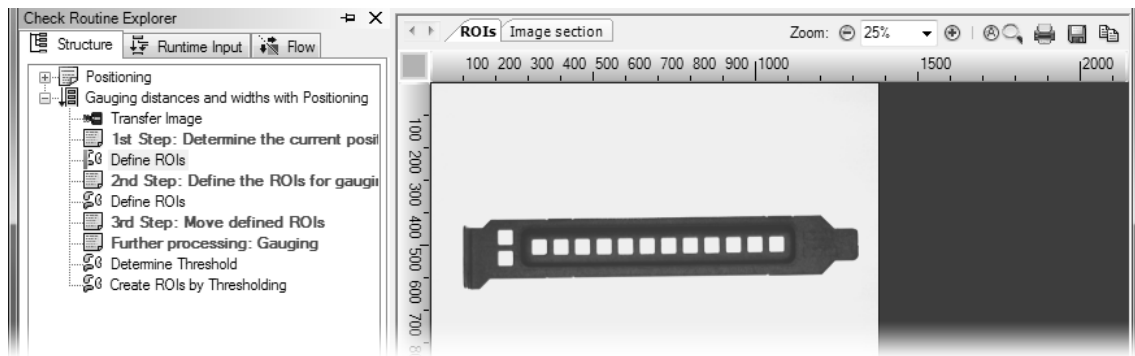 Check Routine Explorer
Structure
Runtime Input
Flow
Positioning
Gauging distances and widths with Positioning
Transfer Image
1st Step: Determine the current posit
Define ROIs
2nd Step: Define the ROIs for gaugin
Define ROIs
3rd Step: Move defined ROIs
Further processing: Gauging
Determine Threshold
Create ROIs by Thresholding
ROIs
Image section
Zoom:
25%
100 200 300 400 500 600 700 800 900 1000 1500 2000
100
200
300
400
500
600
700